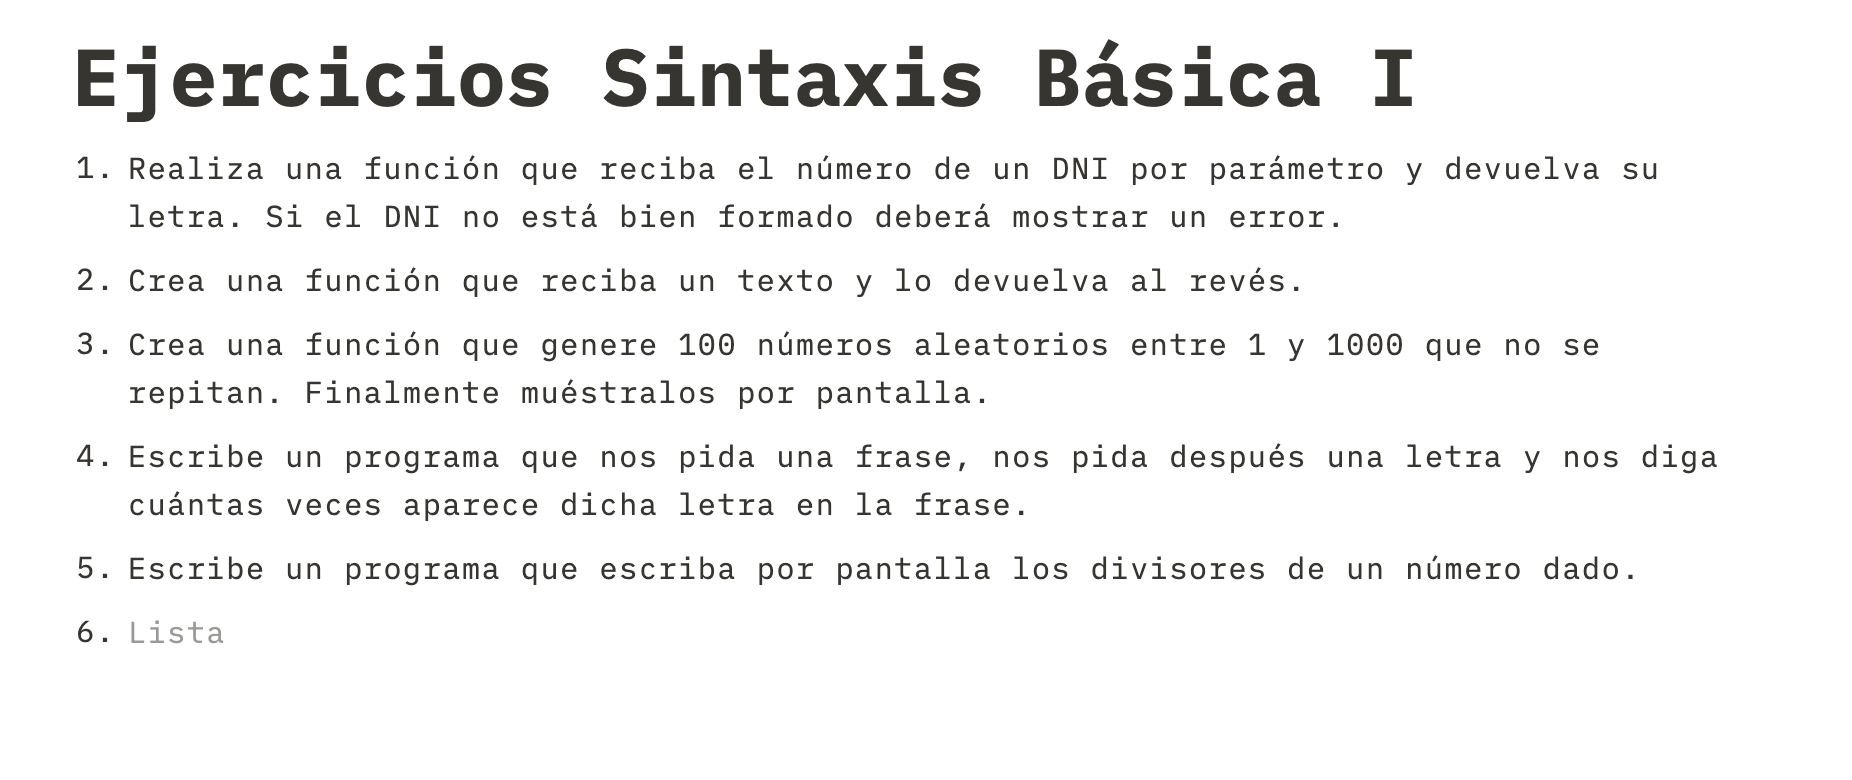 Ejercicios Sintaxis Básica I
1. Realiza una función que reciba el número de un DNI por parámetro y devuelva su
letra. Si el DNI no está bien formado deberá mostrar un error.
2. Crea una función que reciba un texto y lo devuelva al revés.
3. Crea una función que genere 100 números aleatorios entre 1 y 1000 que no se
repitan. Finalmente muéstralos por pantalla.
4. Escribe un programa que nos pida una frase, nos pida después una letra y nos diga
cuántas veces aparece dicha letra en la frase.
5. Escribe un programa que escriba por pantalla los divisores de un número dado.
6. Lista